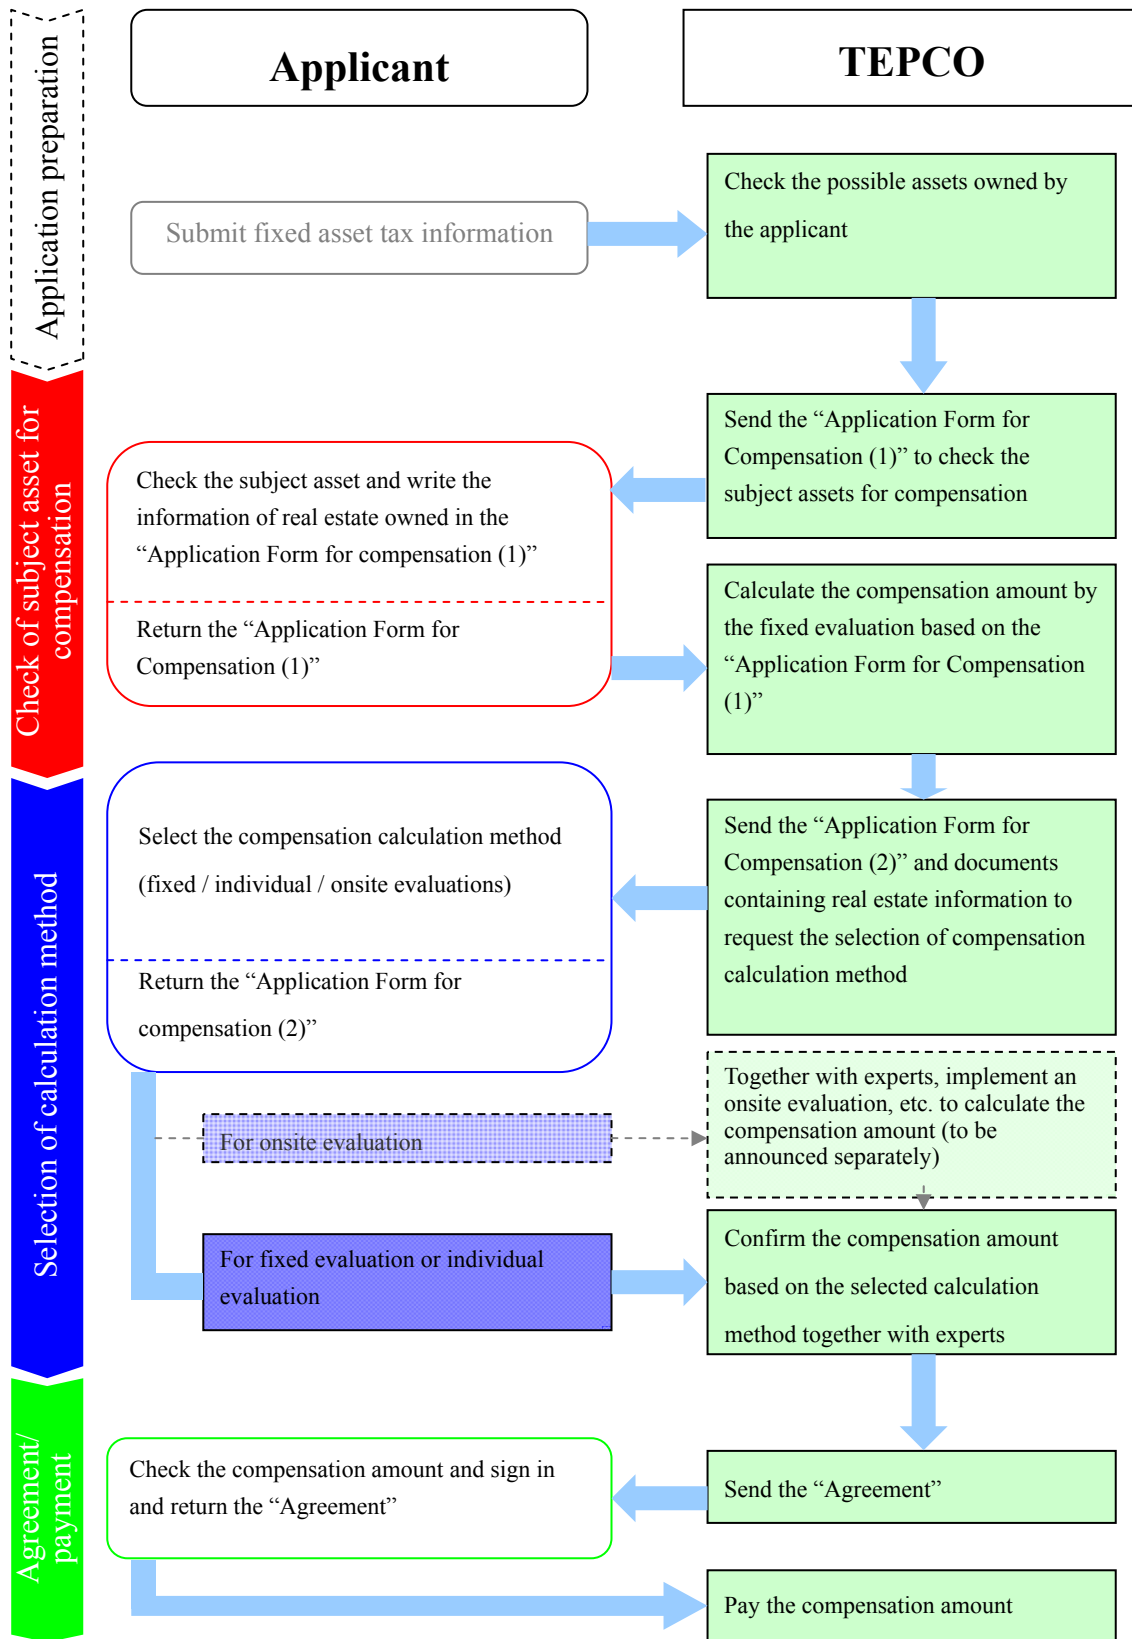 Applicant
TEPCO
Application preparation
Submit fixed asset tax information
Check the possible assets owned by
the applicant
Check of subject asset for
compensation
Send the “Application Form for
Compensation (1)” to check the
subject assets for compensation
Check the subject asset and write the
information of real estate owned in the
“Application Form for compensation (1)”
Return the “Application Form for
Compensation (1)”
Calculate the compensation amount by
the fixed evaluation based on the
“Application Form for Compensation
(1)”
Selection of calculation method
Send the “Application Form for
Compensation (2)” and documents
containing real estate information to
request the selection of compensation
calculation method
Select the compensation calculation method
(fixed / individual / onsite evaluations)
Return the “Application Form for
compensation (2)”
For onsite evaluation
Together with experts, implement an
onsite evaluation, etc. to calculate the
compensation amount (to be
announced separately)
For fixed evaluation or individual
evaluation
Confirm the compensation amount
based on the selected calculation
method together with experts
Agreement/
payment
Send the “Agreement”
Check the compensation amount and sign in
and return the “Agreement”
Pay the compensation amount